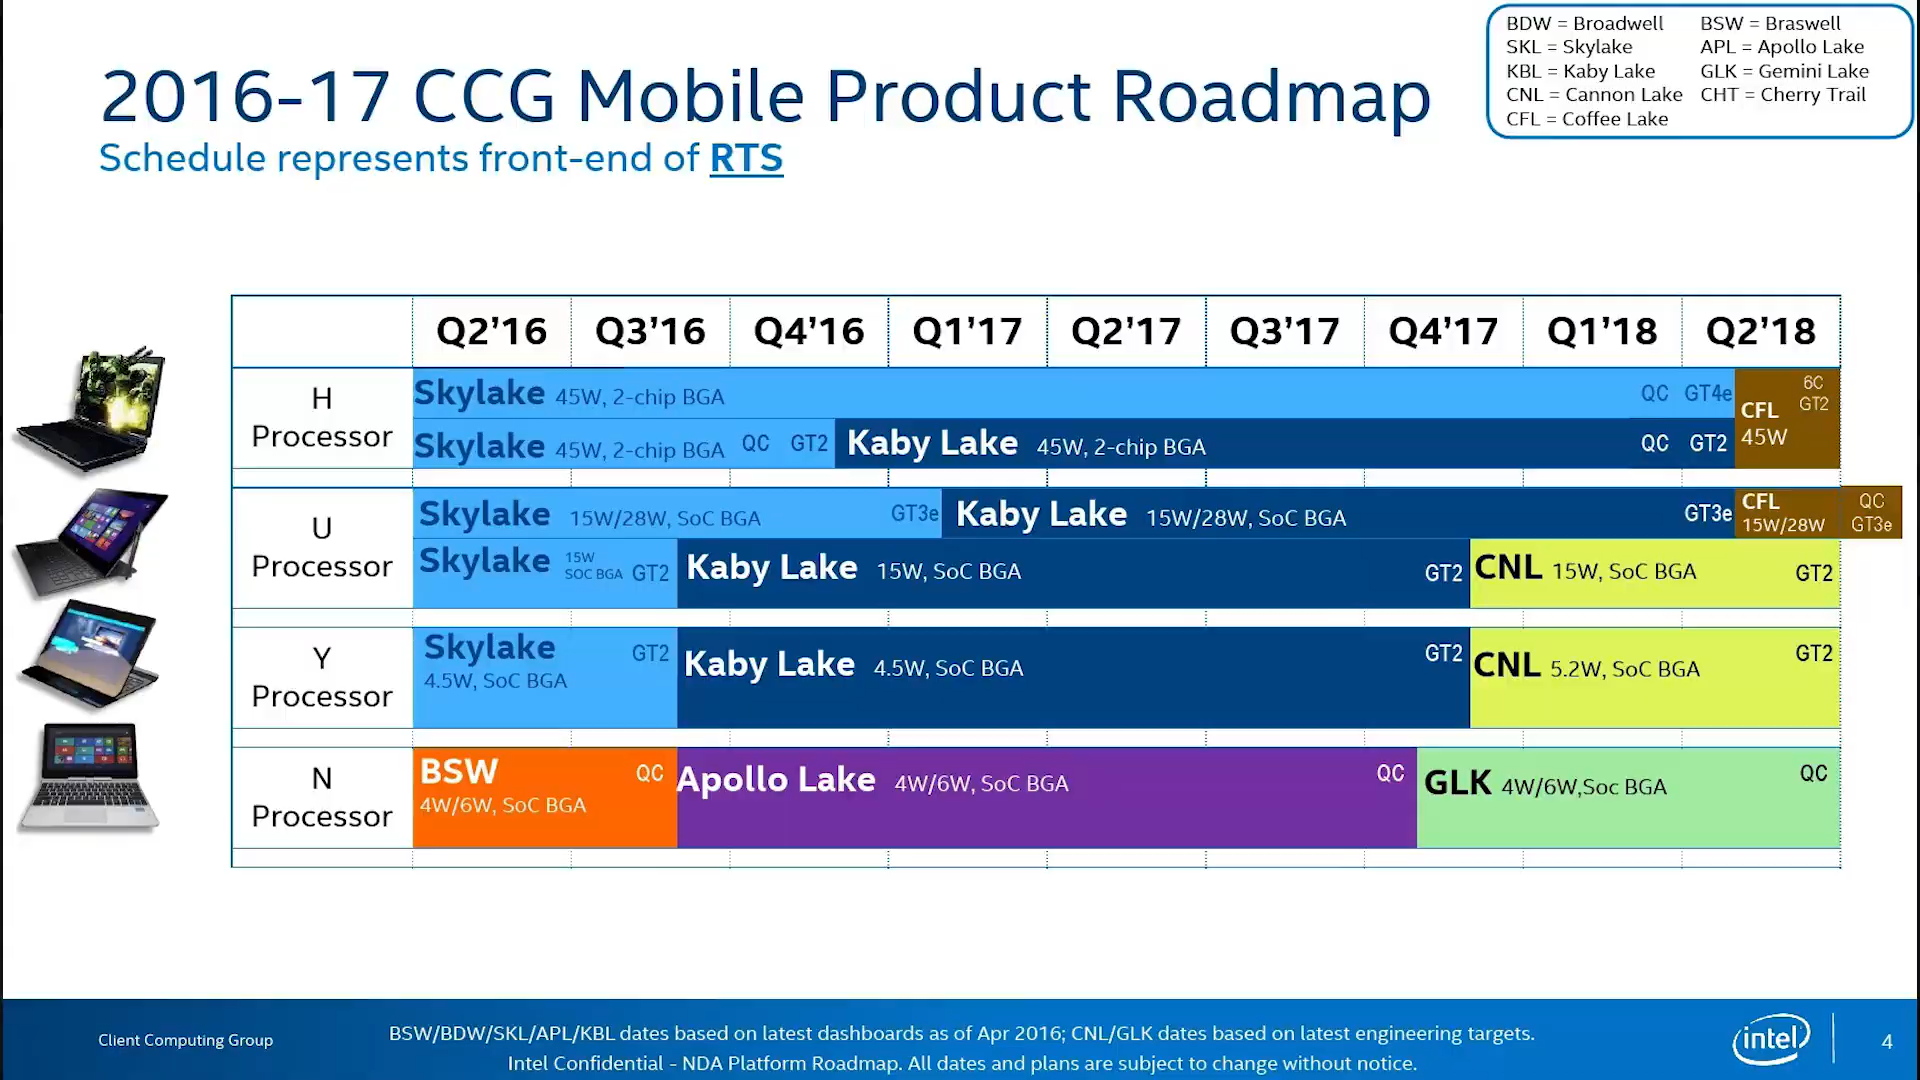 BDW = Broadwell BSW = Braswell
SKL = Skylake APL = Apollo Lake
KBL = Kaby Lake GLK = Gemini Lake
CNL = Cannon Lake CHT = Cherry Trail
CFL = Coffee Lake
2016-17 CCG Mobile Product Roadmap
Schedule represents front-end of RTS
Q2’16 Q3’16 Q4’16 Q1’17 Q2’17 Q3’17 Q4’17 Q1’18 Q2’18
H Processor
Skylake 45W, 2-chip BGA QC GT4e
Skylake 45W, 2-chip BGA QC GT2
Kaby Lake 45W, 2-chip BGA QC GT2
CFL 45W 6C GT2
U Processor
Skylake 15W/28W, SoC BGA GT3e
Kaby Lake 15W/28W, SoC BGA GT3e
CFL 15W/28W QC GT3e
Skylake 15W SOC BGA GT2
Kaby Lake 15W, SoC BGA GT2
CNL 15W, SoC BGA GT2
Y Processor
Skylake 4.5W, SoC BGA GT2
Kaby Lake 4.5W, SoC BGA GT2
CNL 5.2W, SoC BGA GT2
N Processor
BSW 4W/6W, SoC BGA QC
Apollo Lake 4W/6W, SoC BGA QC
GLK 4W/6W,Soc BGA QC
Client Computing Group
BSW/BDW/SKL/APL/KBL dates based on latest dashboards as of Apr 2016; CNL/GLK dates based on latest engineering targets.
Intel Confidential - NDA Platform Roadmap. All dates and plans are subject to change without notice.
intel
4